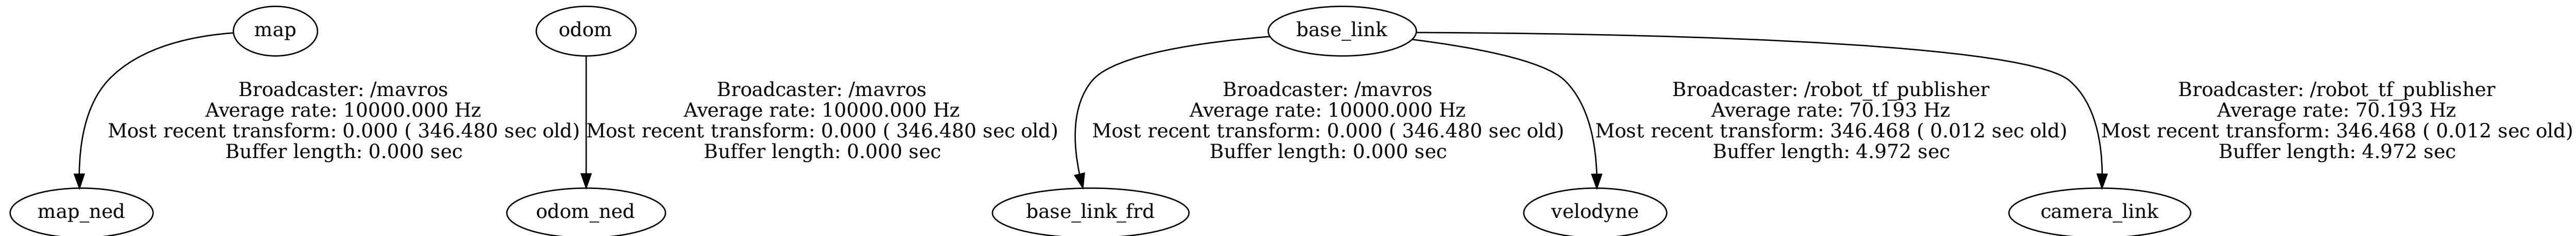 map
odom
base_link
Broadcaster: /mavros
Average rate: 10000.000 Hz
Most recent transform: 0.000 ( 346.480 sec old)
Buffer length: 0.000 sec
Broadcaster: /mavros
Average rate: 10000.000 Hz
Most recent transform: 0.000 ( 346.480 sec old)
Buffer length: 0.000 sec
Broadcaster: /mavros
Average rate: 10000.000 Hz
Most recent transform: 0.000 ( 346.480 sec old)
Buffer length: 0.000 sec
Broadcaster: /robot_tf_publisher
Average rate: 70.193 Hz
Most recent transform: 346.468 ( 0.012 sec old)
Buffer length: 4.972 sec
Broadcaster: /robot_tf_publisher
Average rate: 70.193 Hz
Most recent transform: 346.468 ( 0.012 sec old)
Buffer length: 4.972 sec
map_ned
odom_ned
base_link_frd
velodyne
camera_link